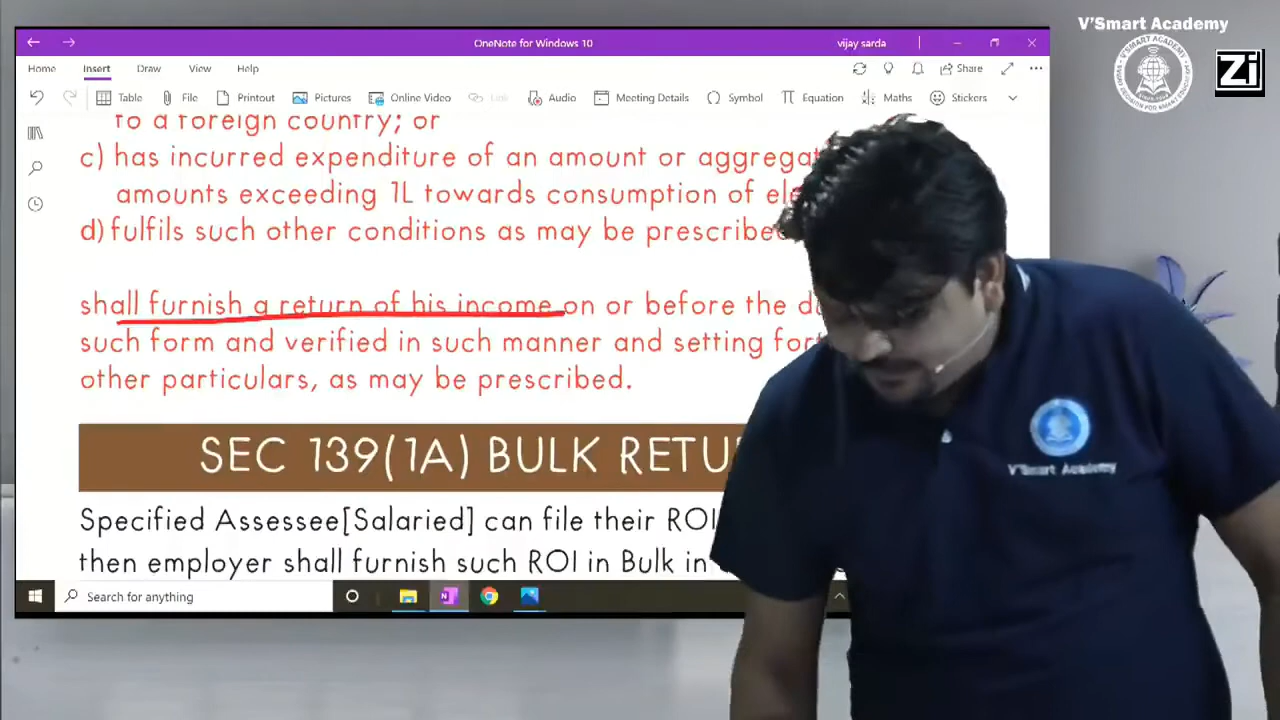 V'Smart Academy
OneNote for Windows 10
vijay sarda
Zi
Home
Insert
Draw
View
Help
Share
Table
File
Printout
Pictures
Online Video
Link
Audio
Meeting Details
Symbol
Equation
Maths
Stickers
to a foreign country; or
c) has incurred expenditure of an amount or
amounts exceeding 1L towards consumption of
d) fulfils such other conditions as may be prescribed
shall furnish a return of his income on or before the
such form and verified in such manner and setting
other particulars, as may be prescribed.
SEC 139(1A) BULK
Specified Assessee[Salaried] can file their ROI
then employer shall furnish such ROI in Bulk in
V'Smart Academy
Search for anything